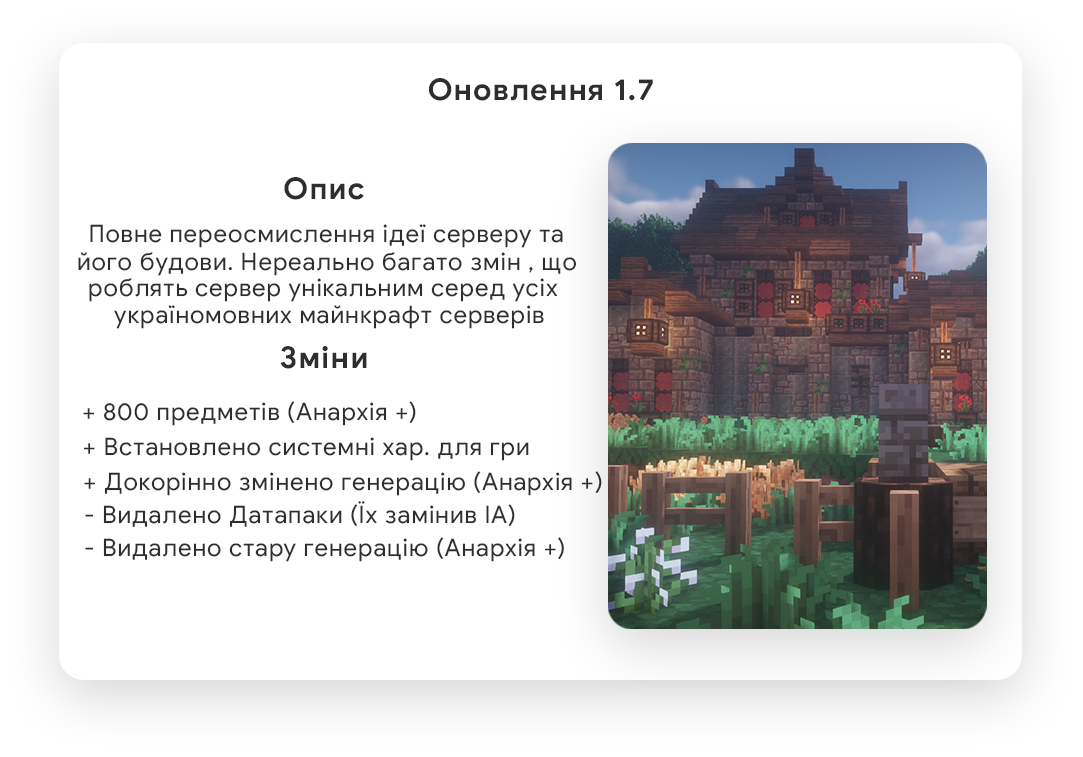 Оновлення 1.7
Опис
Повне переосмислення ідеї серверу та
його будови. Нереально багато змін , що
роблять сервер унікальним серед усіх
україномовних майнкрафт серверів
Зміни
+ 800 предметів (Анархія +)
+ Встановлено системні хар. для гри
+ Докорінно змінено генерацію (Анархія +)
- Видалено Датапаки (Їх замінив ІА)
- Видалено стару генерацію (Анархія +)